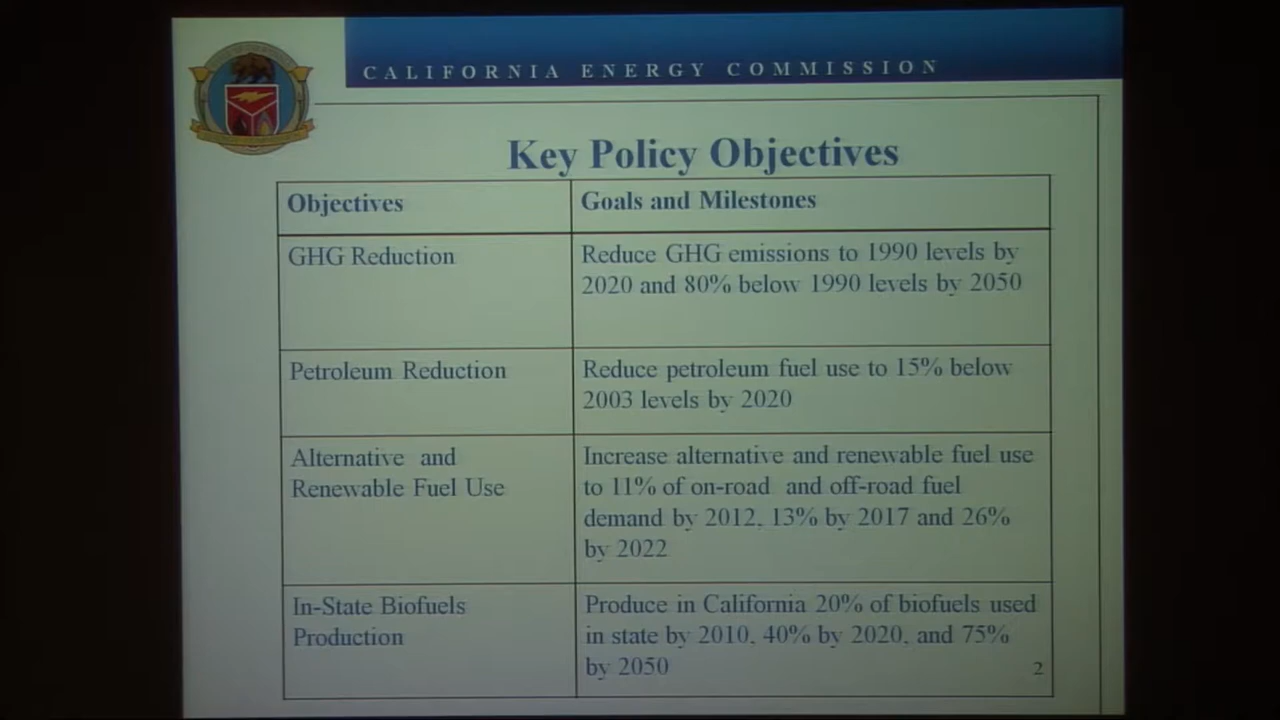 CALIFORNIA ENERGY COMMISSION
Key Policy Objectives
Objectives
Goals and Milestones
GHG Reduction
Reduce GHG emissions to 1990 levels by
2020 and 80% below 1990 levels by 2050
Petroleum Reduction
Reduce petroleum fuel use to 15% below
2003 levels by 2020
Alternative and
Renewable Fuel Use
Increase alternative and renewable fuel use
to 11% of on-road and off-road fuel
demand by 2012, 13% by 2017 and 26%
by 2022
In-State Biofuels
Production
Produce in California 20% of biofuels used
in state by 2010, 40% by 2020, and 75%
by 2050
2